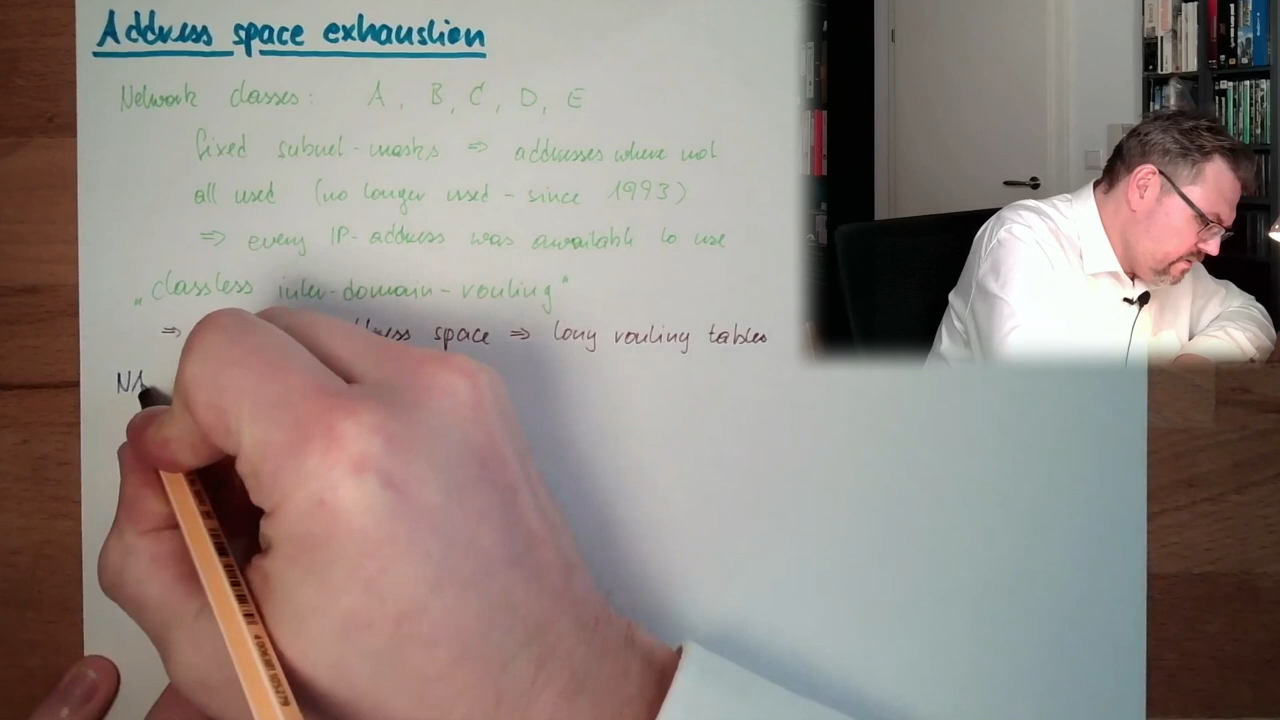 Address space exhaustion
Network classes: A, B, C, D, E
fixed subnet-masks ⇒ addresses where not
all used (no longer used - since 1993)
⇒ every IP-address was available to use
„classless inter-domain-routing"
⇒ space ⇒ long routing tables
NA